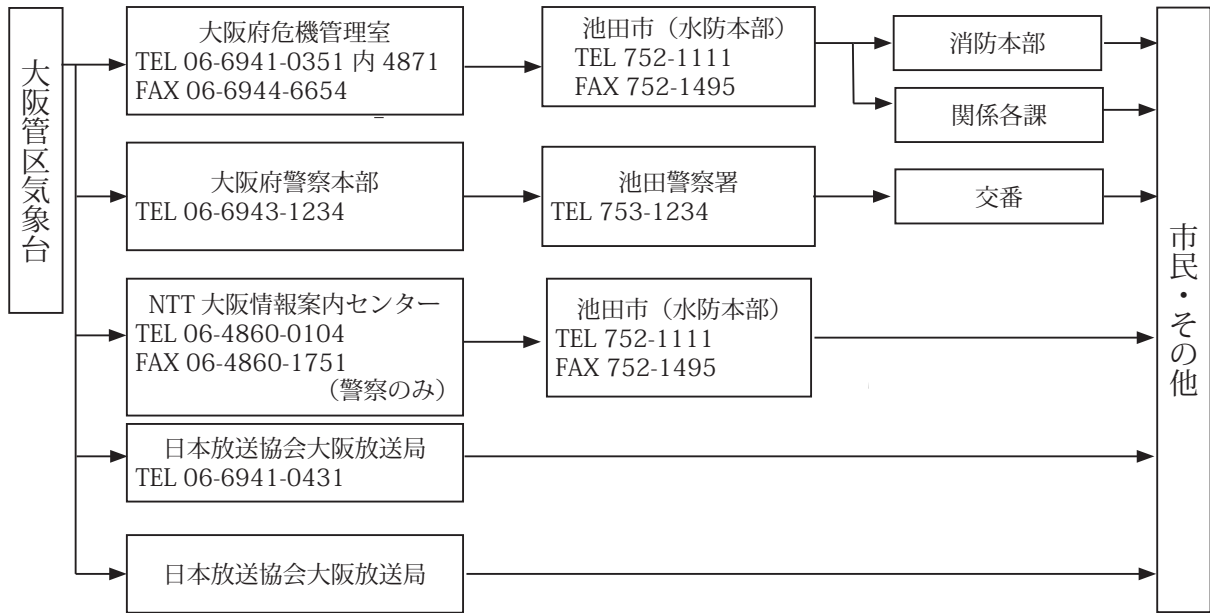 大阪管区気象台
大阪府危機管理室
TEL 06-6941-0351 内 4871
FAX 06-6944-6654
池田市（水防本部）
TEL 752-1111
FAX 752-1495
消防本部
関係各課
大阪府警察本部
TEL 06-6943-1234
池田警察署
TEL 753-1234
交番
NTT 大阪情報案内センター
TEL 06-4860-0104
FAX 06-4860-1751
（警察のみ）
池田市（水防本部）
TEL 752-1111
FAX 752-1495
日本放送協会大阪放送局
TEL 06-6941-0431
日本放送協会大阪放送局
市民・その他